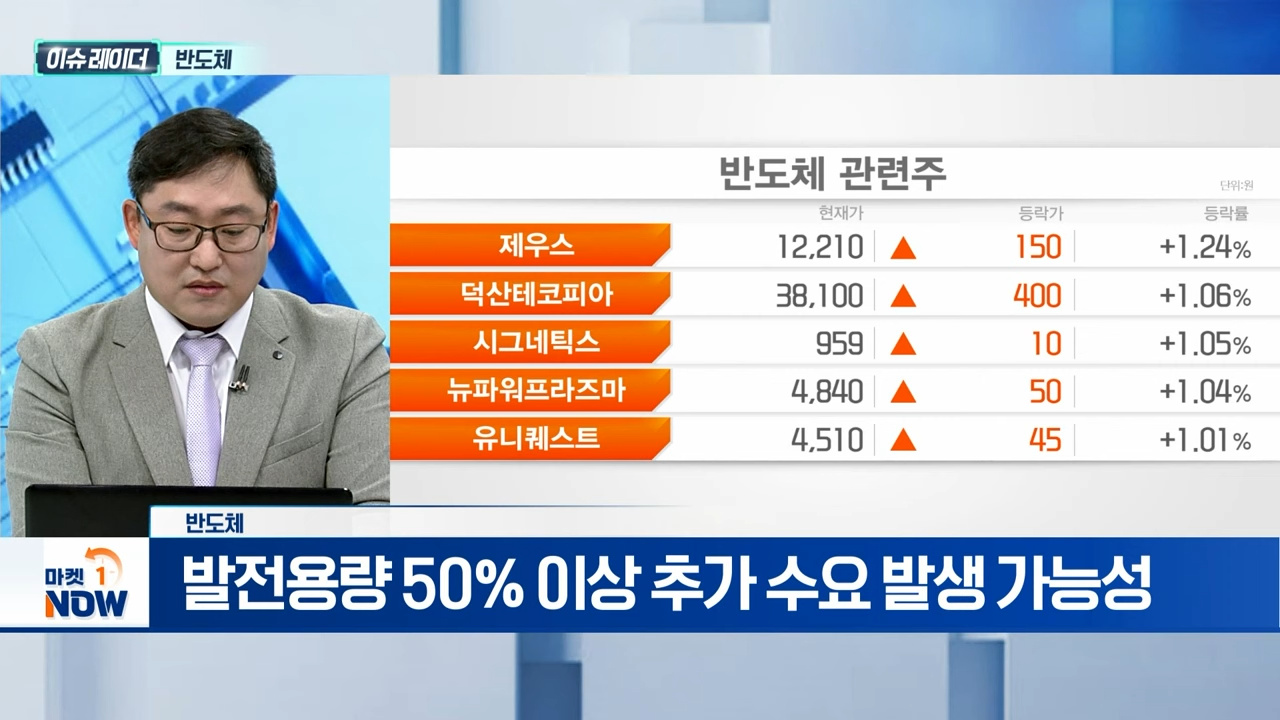 이슈 레이더 반도체
반도체 관련주
단위:원
현재가 등락가 등락률
제우스 12,210 ▲ 150 +1.24%
덕산테코피아 38,100 ▲ 400 +1.06%
시그네틱스 959 ▲ 10 +1.05%
뉴파워프라즈마 4,840 ▲ 50 +1.04%
유니퀘스트 4,510 ▲ 45 +1.01%
반도체
마켓 1
NOW
발전용량 50% 이상 추가 수요 발생 가능성